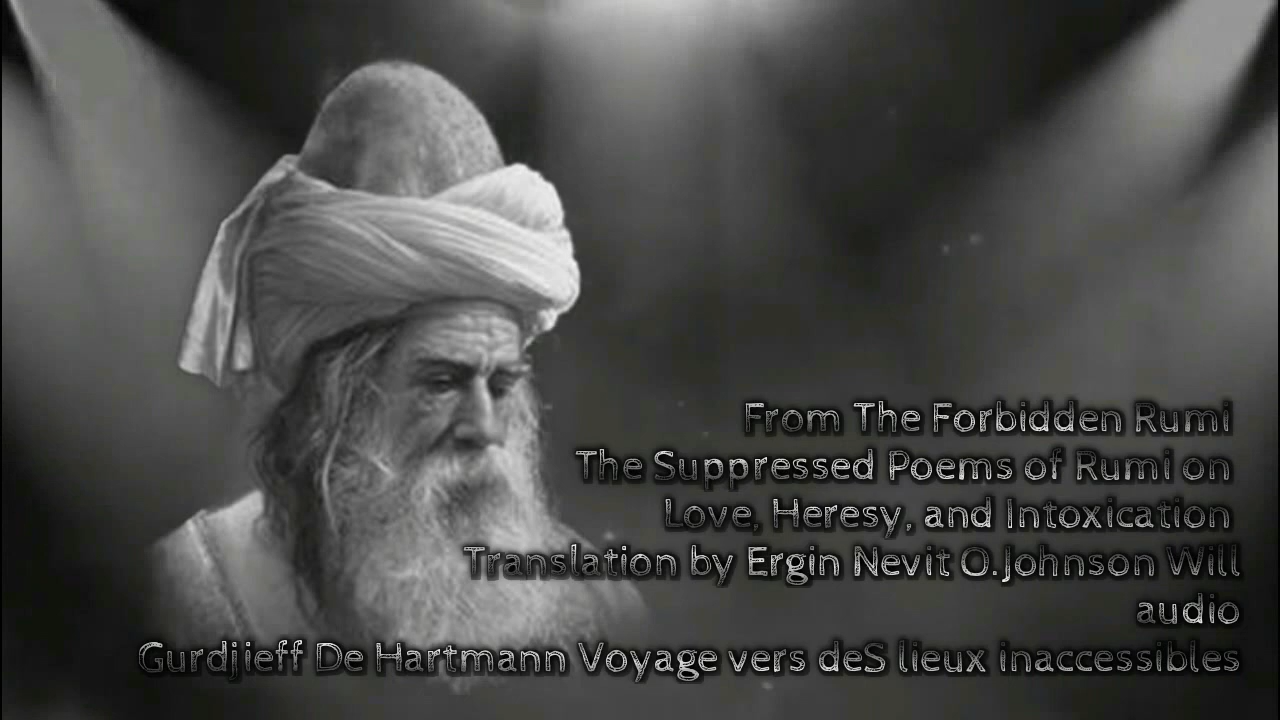 From The Forbidden Rumi
The Suppressed Poems of Rumi on
Love, Heresy, and Intoxication
Translation by Ergin Nevit O.Johnson Will
audio
Gurdjieff De Hartmann Voyage vers deS lieux inaccessibles